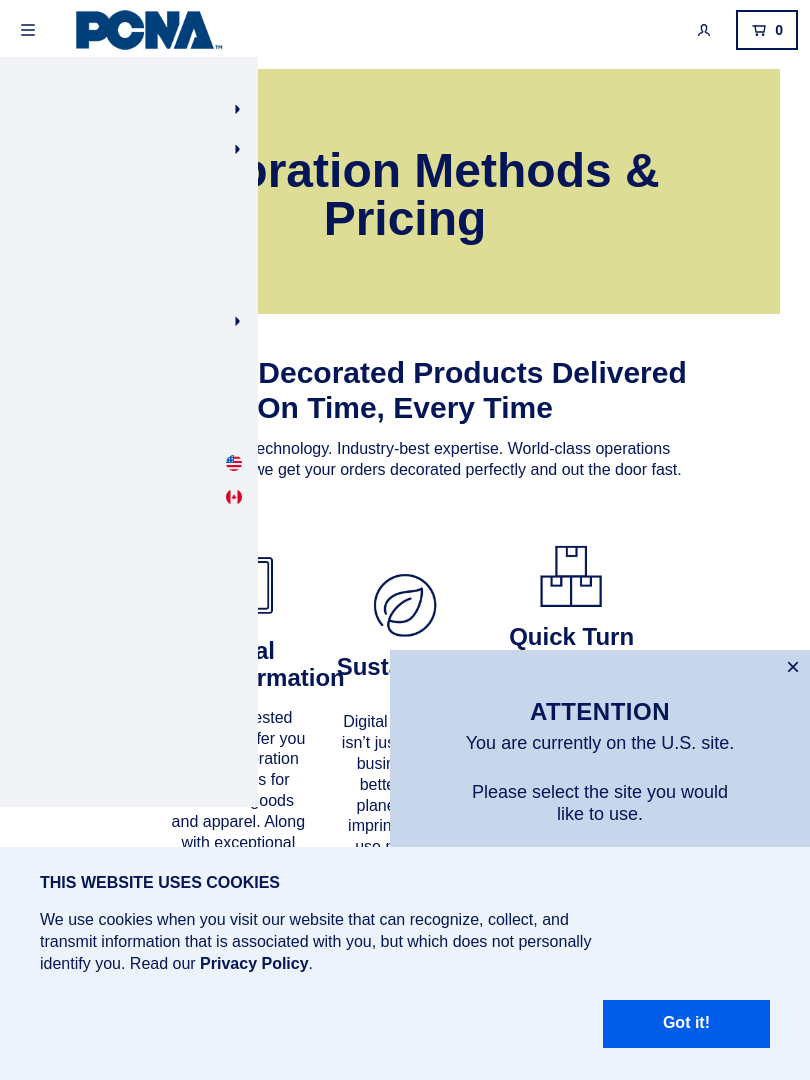 PCNA™
0
oration Methods &
Pricing
Decorated Products Delivered
On Time, Every Time
echnology. Industry-best expertise. World-class operations
we get your orders decorated perfectly and out the door fast.
Quick Turn
al
rmation
ested
fer you
ration
s for
goods
and apparel. Along
with exceptional
Susta
Digital
isn't jus
busin
bette
plane
imprin
ATTENTION
You are currently on the U.S. site.
Please select the site you would
like to use.
THIS WEBSITE USES COOKIES
We use cookies when you visit our website that can recognize, collect, and
transmit information that is associated with you, but which does not personally
identify you. Read our Privacy Policy.
Got it!